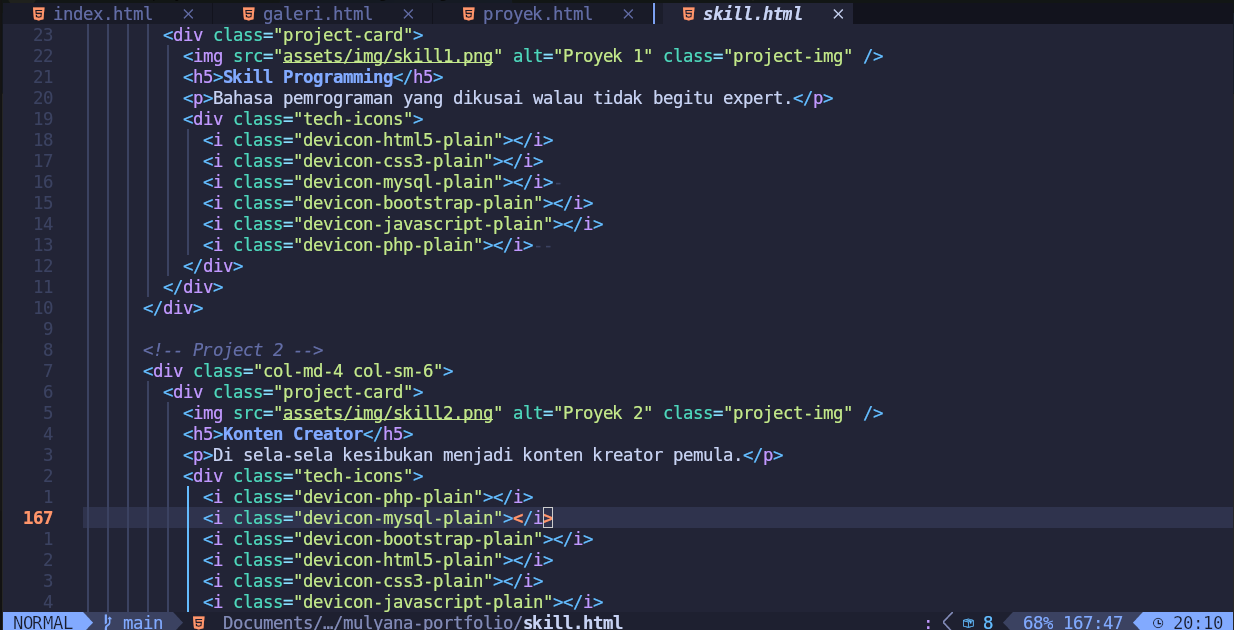 index.html × galeri.html × proyek.html × skill.html ×
23 <div class="project-card">
22 <img src="assets/img/skill1.png" alt="Proyek 1" class="project-img" />
21 <h5>Skill Programming</h5>
20 <p>Bahasa pemrograman yang dikusai walau tidak begitu expert.</p>
19 <div class="tech-icons">
18 <i class="devicon-html5-plain"></i>
17 <i class="devicon-css3-plain"></i>
16 <i class="devicon-mysql-plain"></i>-
15 <i class="devicon-bootstrap-plain"></i>
14 <i class="devicon-javascript-plain"></i>
13 <i class="devicon-php-plain"></i>--
12 </div>
11 </div>
10 </div>
9
8 <!-- Project 2 -->
7 <div class="col-md-4 col-sm-6">
6 <div class="project-card">
5 <img src="assets/img/skill2.png" alt="Proyek 2" class="project-img" />
4 <h5>Konten Creator</h5>
3 <p>Di sela-sela kesibukan menjadi konten kreator pemula.</p>
2 <div class="tech-icons">
1 <i class="devicon-php-plain"></i>
167 <i class="devicon-mysql-plain"></i>
1 <i class="devicon-bootstrap-plain"></i>
2 <i class="devicon-html5-plain"></i>
3 <i class="devicon-css3-plain"></i>
4 <i class="devicon-javascript-plain"></i>
NORMAL main Documents/…/mulyana-portfolio/skill.html : 8 68% 167:47 20:10